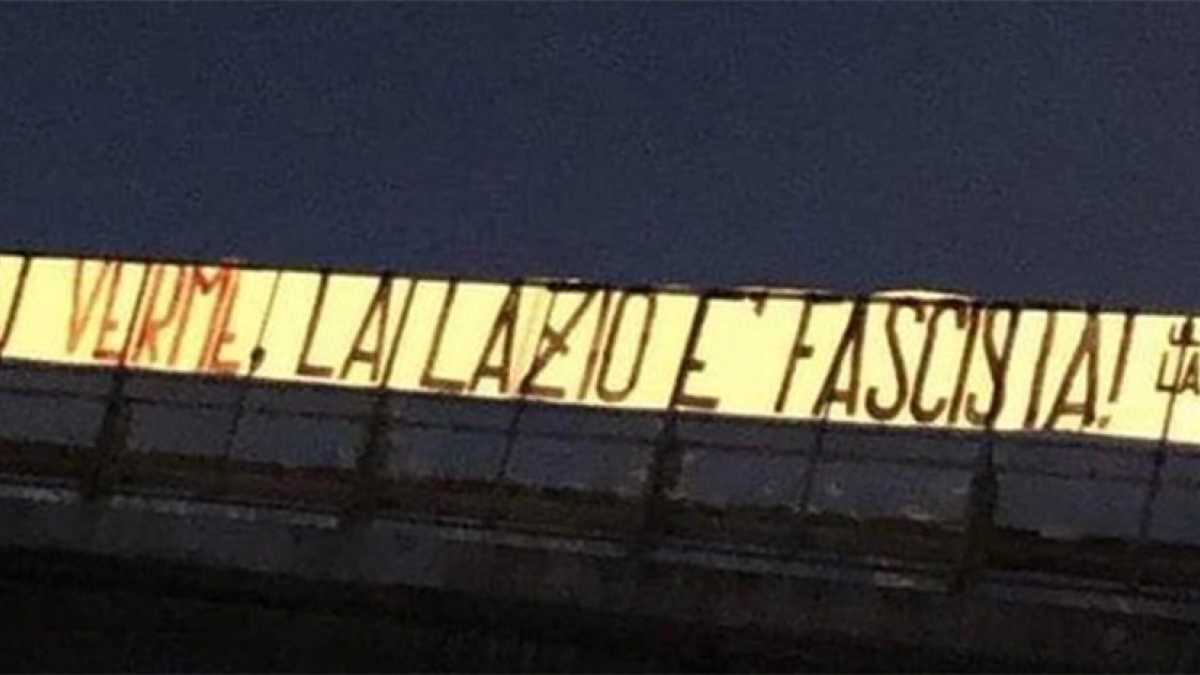 VERME, LA LAZIO E' FASCISTA!